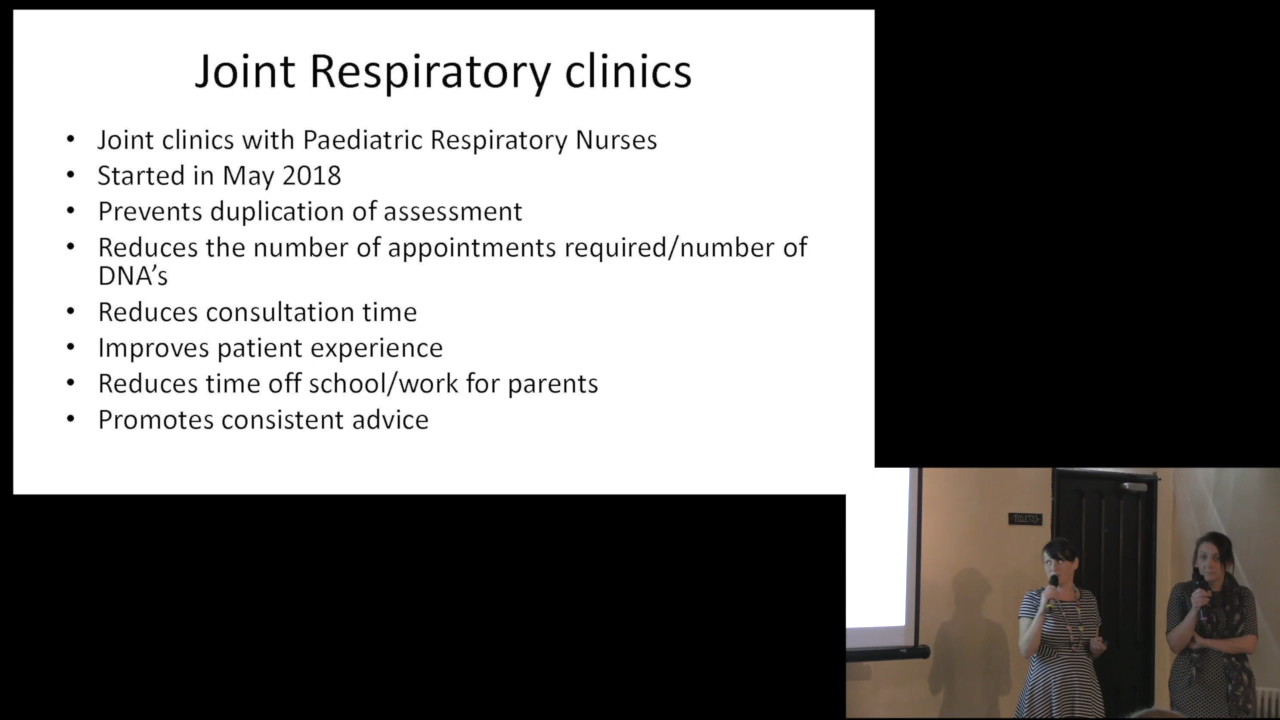 Joint Respiratory clinics
• Joint clinics with Paediatric Respiratory Nurses
• Started in May 2018
• Prevents duplication of assessment
• Reduces the number of appointments required/number of
DNA’s
• Reduces consultation time
• Improves patient experience
• Reduces time off school/work for parents
• Promotes consistent advice